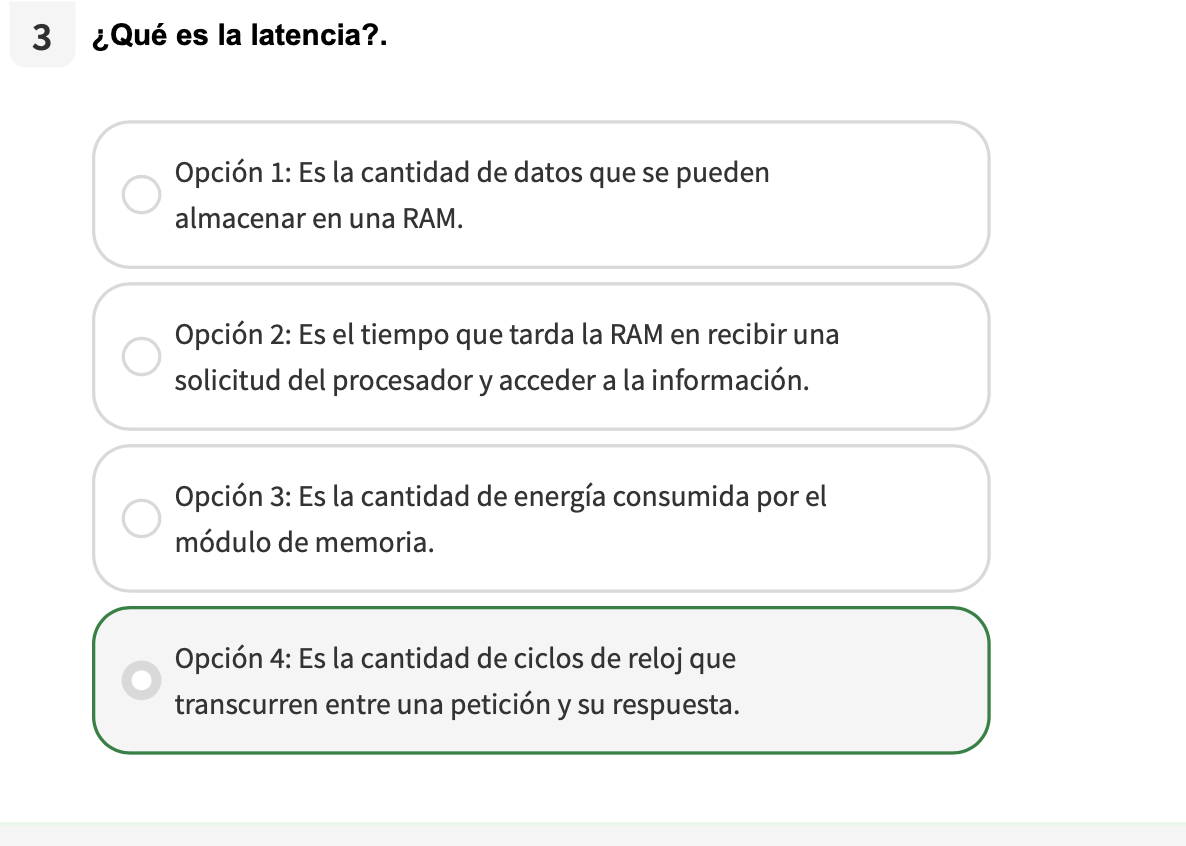 3 ¿Qué es la latencia?.
Opción 1: Es la cantidad de datos que se pueden
almacenar en una RAM.
Opción 2: Es el tiempo que tarda la RAM en recibir una
solicitud del procesador y acceder a la información.
Opción 3: Es la cantidad de energía consumida por el
módulo de memoria.
Opción 4: Es la cantidad de ciclos de reloj que
transcurren entre una petición y su respuesta.